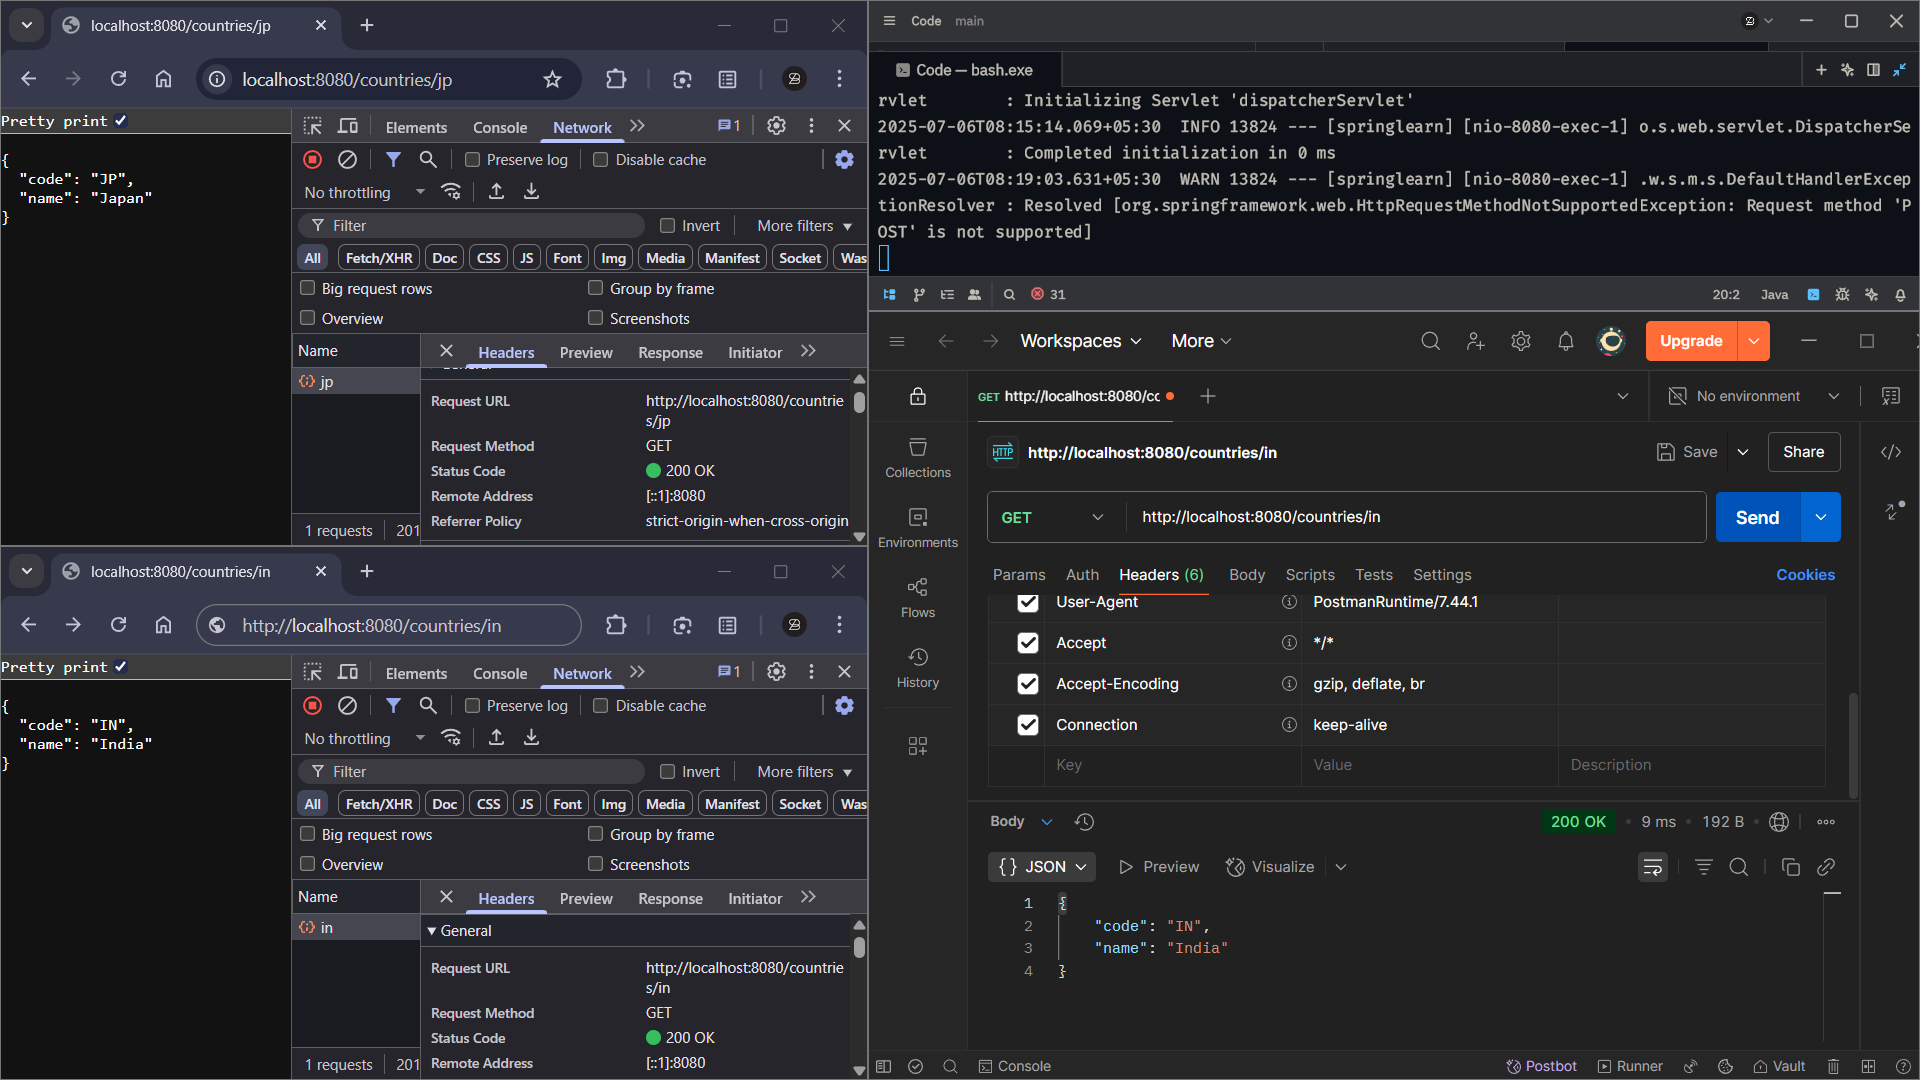 localhost:8080/countries/jp
localhost:8080/countries/jp
Pretty print
{
"code": "JP",
"name": "Japan"
}
Elements Console Network 1
Preserve log Disable cache
No throttling
Filter Invert More filters
All Fetch/XHR Doc CSS JS Font Img Media Manifest Socket Was
Big request rows Group by frame
Overview Screenshots
Name Headers Preview Response Initiator
jp
Request URL http://localhost:8080/countrie
s/jp
Request Method GET
Status Code 200 OK
Remote Address [::1]:8080
Referrer Policy strict-origin-when-cross-origin
1 requests 201
localhost:8080/countries/in
http://localhost:8080/countries/in
Pretty print
{
"code": "IN",
"name": "India"
}
Elements Console Network 1
Preserve log Disable cache
No throttling
Filter Invert More filters
All Fetch/XHR Doc CSS JS Font Img Media Manifest Socket Was
Big request rows Group by frame
Overview Screenshots
Name Headers Preview Response Initiator
in
General
Request URL http://localhost:8080/countrie
s/in
Request Method GET
Status Code 200 OK
Remote Address [::1]:8080
1 requests 201
Code main
Code — bash.exe
rvlet : Initializing Servlet 'dispatcherServlet'
2025-07-06T08:15:14.069+05:30 INFO 13824 --- [springlearn] [nio-8080-exec-1] o.s.web.servlet.DispatcherSe
rvlet : Completed initialization in 0 ms
2025-07-06T08:19:03.631+05:30 WARN 13824 --- [springlearn] [nio-8080-exec-1] .w.s.m.s.DefaultHandlerExcep
tionResolver : Resolved [org.springframework.web.HttpRequestMethodNotSupportedException: Request method 'P
OST' is not supported]
31 20:2 Java
Workspaces More Upgrade
GET http://localhost:8080/cc No environment
HTTP http://localhost:8080/countries/in Save Share
GET http://localhost:8080/countries/in Send
Collections
Environments
Flows
History
Params Auth Headers (6) Body Scripts Tests Settings Cookies
User-Agent PostmanRuntime/7.44.1
Accept */*
Accept-Encoding gzip, deflate, br
Connection keep-alive
Key Value Description
Body 200 OK • 9 ms • 192 B •
{} JSON Preview Visualize
1 {
2 "code": "IN",
3 "name": "India"
4 }
Console Postbot Runner Vault